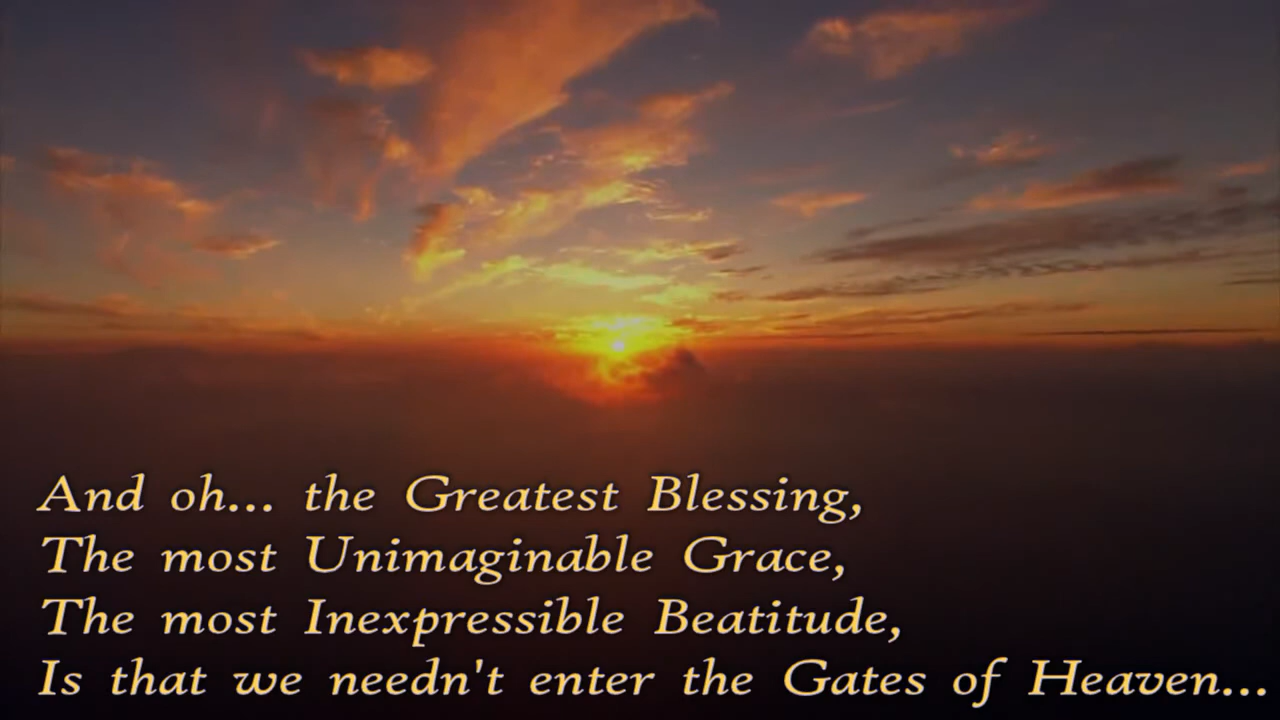 And oh... the Greatest Blessing,
The most Unimaginable Grace,
The most Inexpressible Beatitude,
Is that we needn't enter the Gates of Heaven...